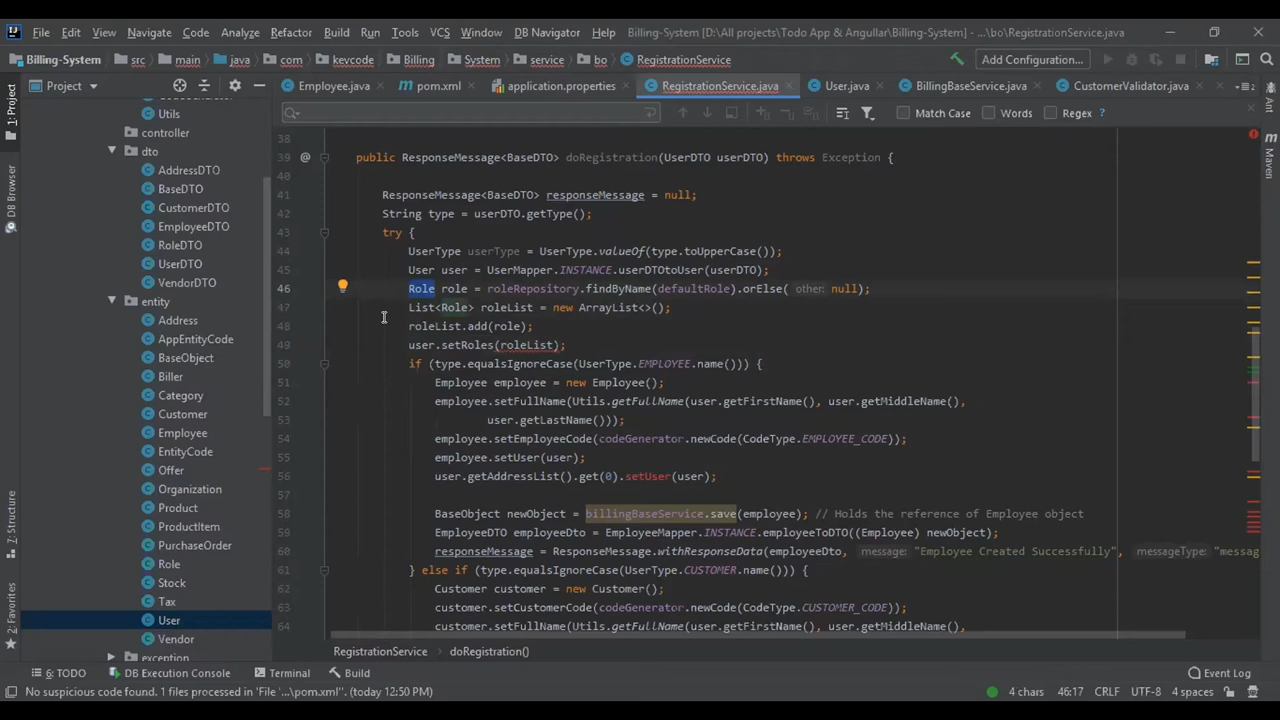 File Edit View Navigate Code Analyze Refactor Build Run Tools VCS Window DB Navigator Help Billing-System [D:\All projects\Todo App & Angullar\Billing-System] - ...\bo\RegistrationService.java
Billing-System src main java com kevcode Billing System service bo RegistrationService Add Configuration...
1: Project
DB Browser
Z: Structure
2: Favorites
Ant
Maven
Project
Employee.java pom.xml application.properties RegistrationService.java User.java BillingBaseService.java CustomerValidator.java
Match Case Words Regex ?
Utils
controller
dto
AddressDTO
BaseDTO
CustomerDTO
EmployeeDTO
RoleDTO
UserDTO
VendorDTO
entity
Address
AppEntityCode
BaseObject
Biller
Category
Customer
Employee
EntityCode
Offer
Organization
Product
ProductItem
PurchaseOrder
Role
Stock
Tax
User
Vendor
exception
38
39 @ public ResponseMessage<BaseDTO> doRegistration(UserDTO userDTO) throws Exception {
40
41 ResponseMessage<BaseDTO> responseMessage = null;
42 String type = userDTO.getType();
43 try {
44 UserType userType = UserType.valueOf(type.toUpperCase());
45 User user = UserMapper.INSTANCE.userDTOtoUser(userDTO);
46 Role role = roleRepository.findByName(defaultRole).orElse( other: null);
47 List<Role> roleList = new ArrayList<>();
48 roleList.add(role);
49 user.setRoles(roleList);
50 if (type.equalsIgnoreCase(UserType.EMPLOYEE.name())) {
51 Employee employee = new Employee();
52 employee.setFullName(Utils.getFullName(user.getFirstName(), user.getMiddleName(),
53 user.getLastName()));
54 employee.setEmployeeCode(codeGenerator.newCode(CodeType.EMPLOYEE_CODE));
55 employee.setUser(user);
56 user.getAddressList().get(0).setUser(user);
57
58 BaseObject newObject = billingBaseService.save(employee); // Holds the reference of Employee object
59 EmployeeDTO employeeDto = EmployeeMapper.INSTANCE.employeeToDTO((Employee) newObject);
60 responseMessage = ResponseMessage.withResponseData(employeeDto, message: "Employee Created Successfully", messageType: "messag
61 } else if (type.equalsIgnoreCase(UserType.CUSTOMER.name())) {
62 Customer customer = new Customer();
63 customer.setCustomerCode(codeGenerator.newCode(CodeType.CUSTOMER_CODE));
64 customer.setFullName(Utils.getFullName(user.getFirstName(), user.getMiddleName(),
RegistrationService doRegistration()
6: TODO DB Execution Console Terminal Build Event Log
No suspicious code found. 1 files processed in 'File '...\pom.xml''. (today 12:50 PM) 4 chars 46:17 CRLF UTF-8 4 spaces